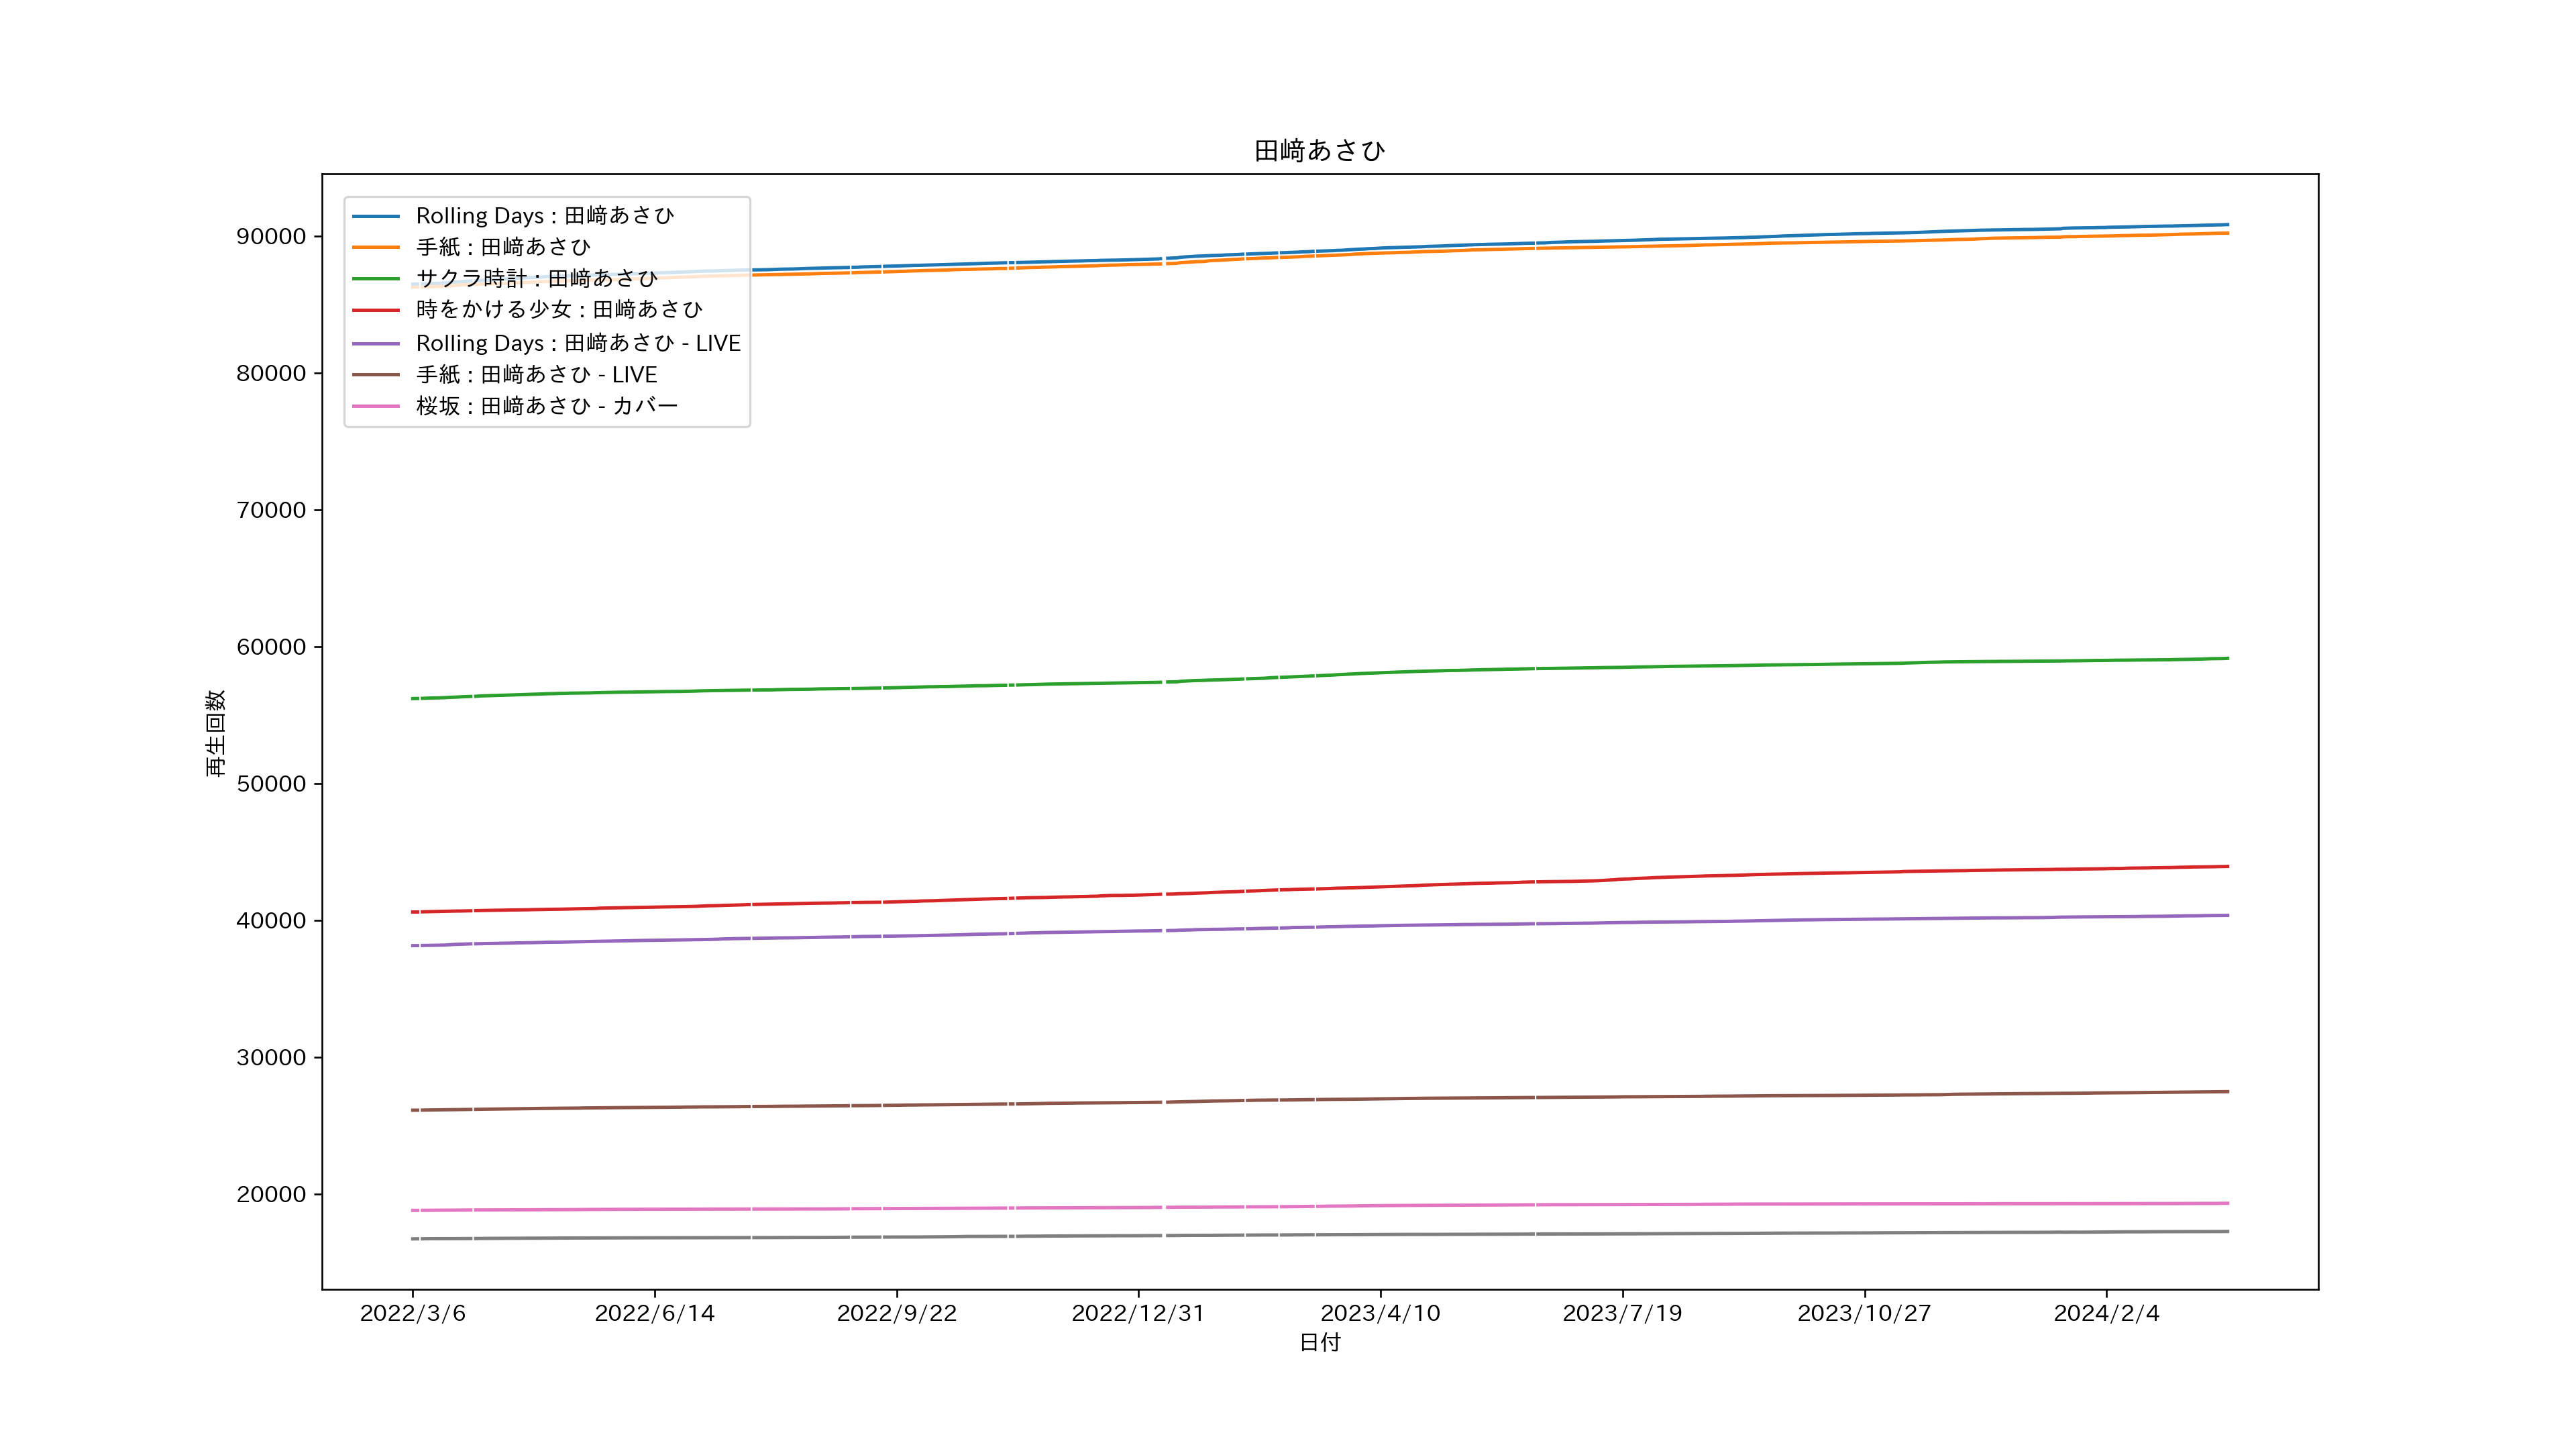 田﨑あさひ
Rolling Days : 田﨑あさひ
手紙 : 田﨑あさひ
サクラ時計 : 田﨑あさひ
時をかける少女 : 田﨑あさひ
Rolling Days : 田﨑あさひ - LIVE
手紙 : 田﨑あさひ - LIVE
桜坂 : 田﨑あさひ - カバー
90000
80000
70000
60000
50000
40000
30000
20000
再生回数
2022/3/6
2022/6/14
2022/9/22
2022/12/31
2023/4/10
2023/7/19
2023/10/27
2024/2/4
日付